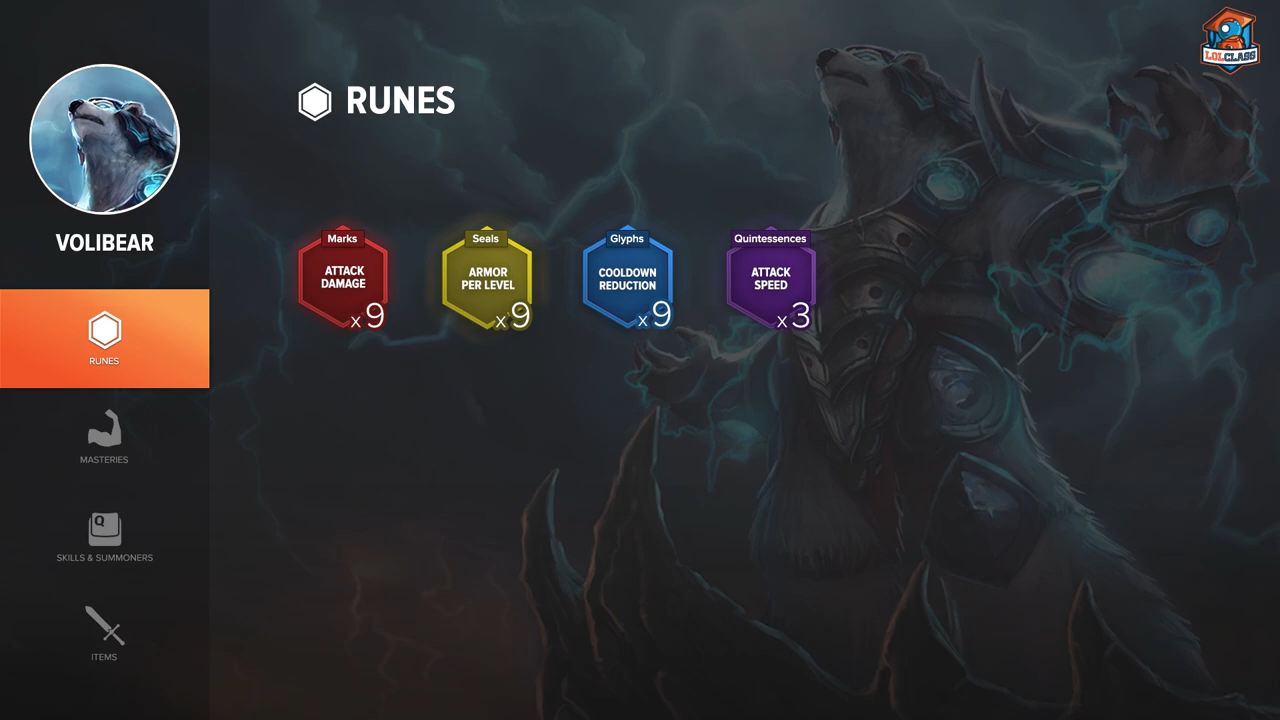 LOLCLASS
RUNES
VOLIBEAR
Marks
ATTACK
DAMAGE
x9
Seals
ARMOR
PER LEVEL
x9
Glyphs
COOLDOWN
REDUCTION
x9
Quintessences
ATTACK
SPEED
x3
RUNES
MASTERIES
Q
SKILLS & SUMMONERS
ITEMS